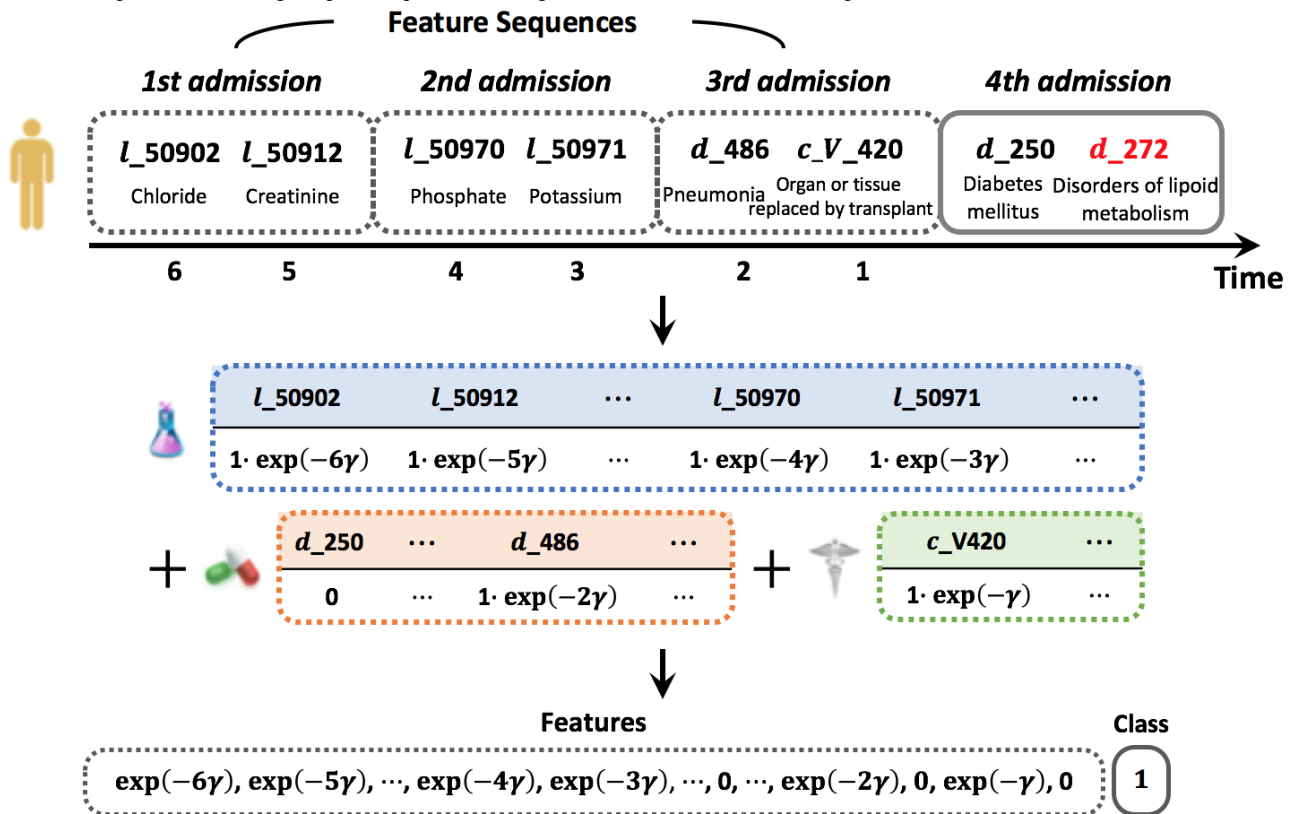 Feature Sequences
1st admission 2nd admission 3rd admission 4th admission
l_50902 l_50912 l_50970 l_50971 d_486 c_V_420 d_250 d_272
Chloride Creatinine Phosphate Potassium Pneumonia Organ or tissue replaced by transplant Diabetes mellitus Disorders of lipoid metabolism
6 5 4 3 2 1 Time
l_50902 l_50912 ... l_50970 l_50971 ...
1· exp(−6γ) 1· exp(−5γ) ... 1· exp(−4γ) 1· exp(−3γ) ...
d_250 ... d_486 ... c_V420 ...
+ +
0 ... 1· exp(−2γ) ... 1· exp(−γ) ...
Features Class
exp(−6γ), exp(−5γ), ⋯, exp(−4γ), exp(−3γ), ⋯, 0, ⋯, exp(−2γ), 0, exp(−γ), 0 1